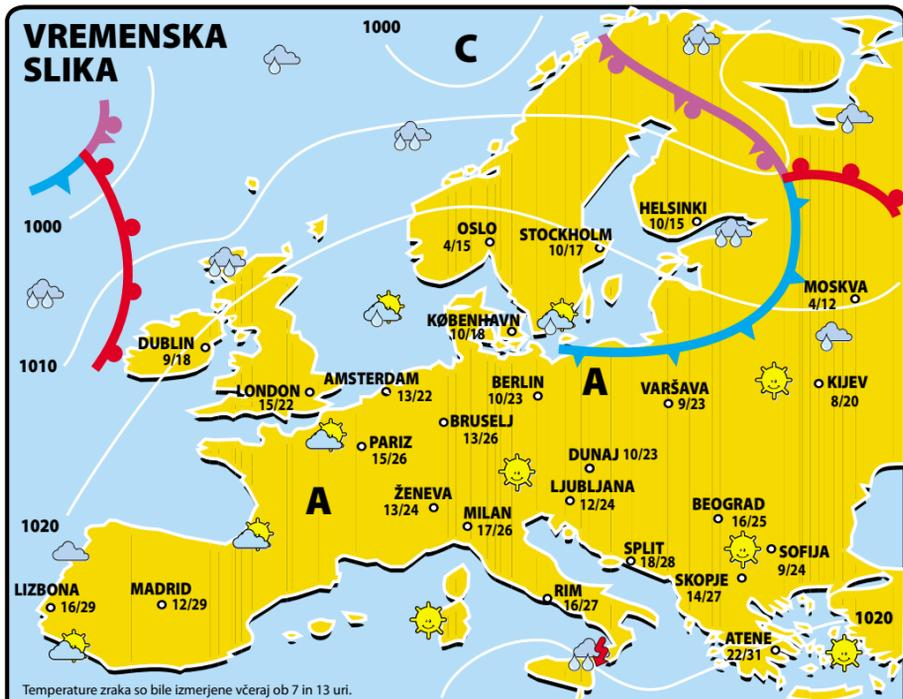 VREMENSKA
SLIKA
1000
C
1000
HELSINKI
10/15
OSLO
4/15
STOCKHOLM
10/17
MOSKVA
4/12
KØBENHAVN
10/18
DUBLIN
9/18
1010
A
LONDON
15/22
AMSTERDAM
13/22
BERLIN
10/23
VARŠAVA
9/23
KIJEV
8/20
BRUSELJ
13/26
PARIZ
15/26
DUNAJ 10/23
A
ŽENEVA
13/24
LJUBLJANA
12/24
MILAN
17/26
BEOGRAD
16/25
1020
SPLIT
18/28
SOFIJA
9/24
SKOPJE
14/27
LIZBONA
16/29
MADRID
12/29
RIM
16/27
1020
ATENE
22/31
Temperature zraka so bile izmerjene včeraj ob 7 in 13 uri.